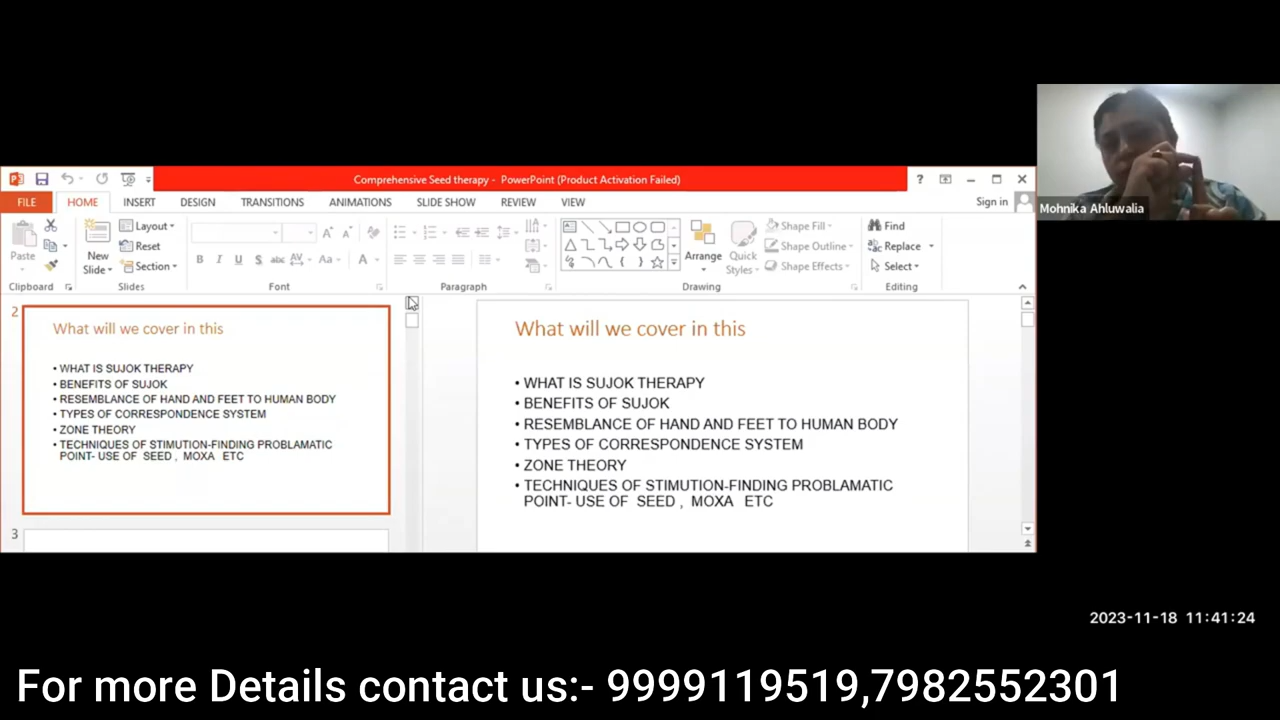 Comprehensive Seed therapy - PowerPoint (Product Activation Failed)
FILE HOME INSERT DESIGN TRANSITIONS ANIMATIONS SLIDE SHOW REVIEW VIEW Sign in
Paste
New Slide
Layout
Reset
Section
B I U S abc AV Aa A
Arrange
Quick Styles
Shape Fill
Shape Outline
Shape Effects
Find
Replace
Select
Clipboard Slides Font Paragraph Drawing Editing
2
What will we cover in this
• WHAT IS SUJOK THERAPY
• BENEFITS OF SUJOK
• RESEMBLANCE OF HAND AND FEET TO HUMAN BODY
• TYPES OF CORRESPONDENCE SYSTEM
• ZONE THEORY
• TECHNIQUES OF STIMUTION-FINDING PROBLAMATIC
POINT- USE OF SEED , MOXA ETC
3
What will we cover in this
• WHAT IS SUJOK THERAPY
• BENEFITS OF SUJOK
• RESEMBLANCE OF HAND AND FEET TO HUMAN BODY
• TYPES OF CORRESPONDENCE SYSTEM
• ZONE THEORY
• TECHNIQUES OF STIMUTION-FINDING PROBLAMATIC
POINT- USE OF SEED , MOXA ETC
Mohnika Ahluwalia
2023-11-18 11:41:24
For more Details contact us:- 9999119519,7982552301